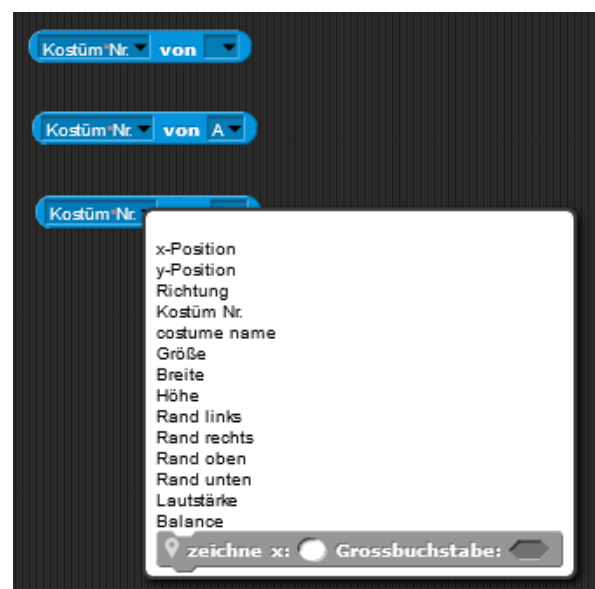 Kostüm Nr. von
Kostüm Nr. von A
Kostüm Nr.
x-Position
y-Position
Richtung
Kostüm Nr.
costume name
Größe
Breite
Höhe
Rand links
Rand rechts
Rand oben
Rand unten
Lautstärke
Balance
zeichne x: Grossbuchstabe: